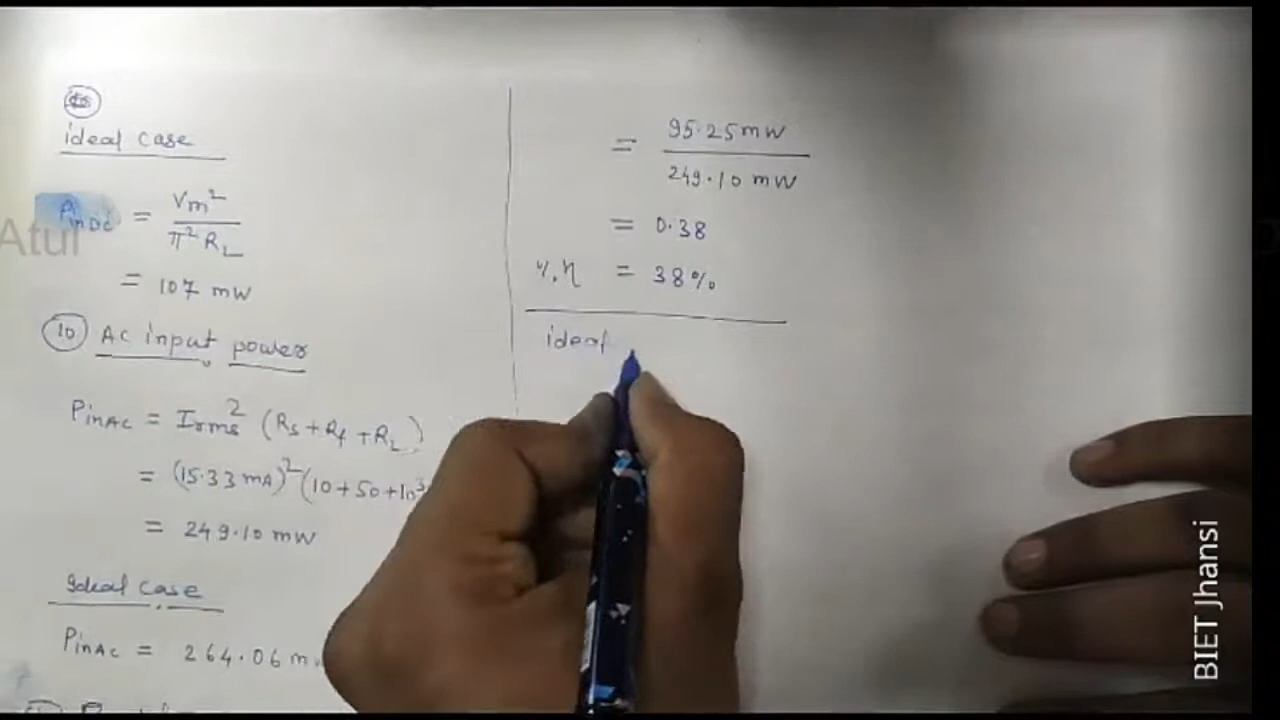 ideal case
PinDC = Vm² / π² RL
= 107 mW
10 AC input power
PinAC = Irms² (Rs + Rf + RL)
= (15.33 mA)² (10 + 50 + 10³
= 249.10 mW
Ideal case
PinAC = 264.06 m
= 95.25 mW / 249.10 mW
= 0.38
%η = 38%
ideal
Atul
BIET Jhansi